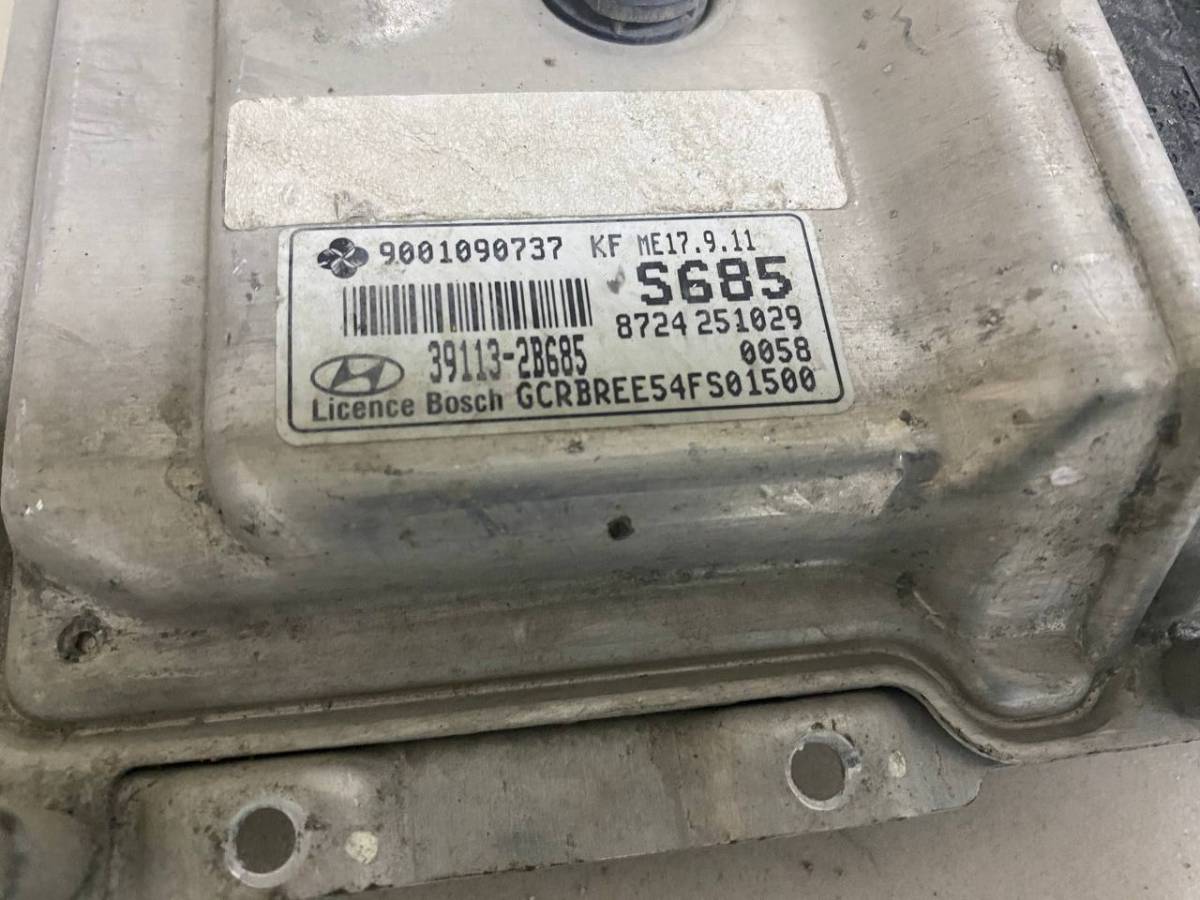 9001090737 KF ME17.9.11
S685
8724 251029
39113-2B685 0058
Licence Bosch GCRBREE54FS01500